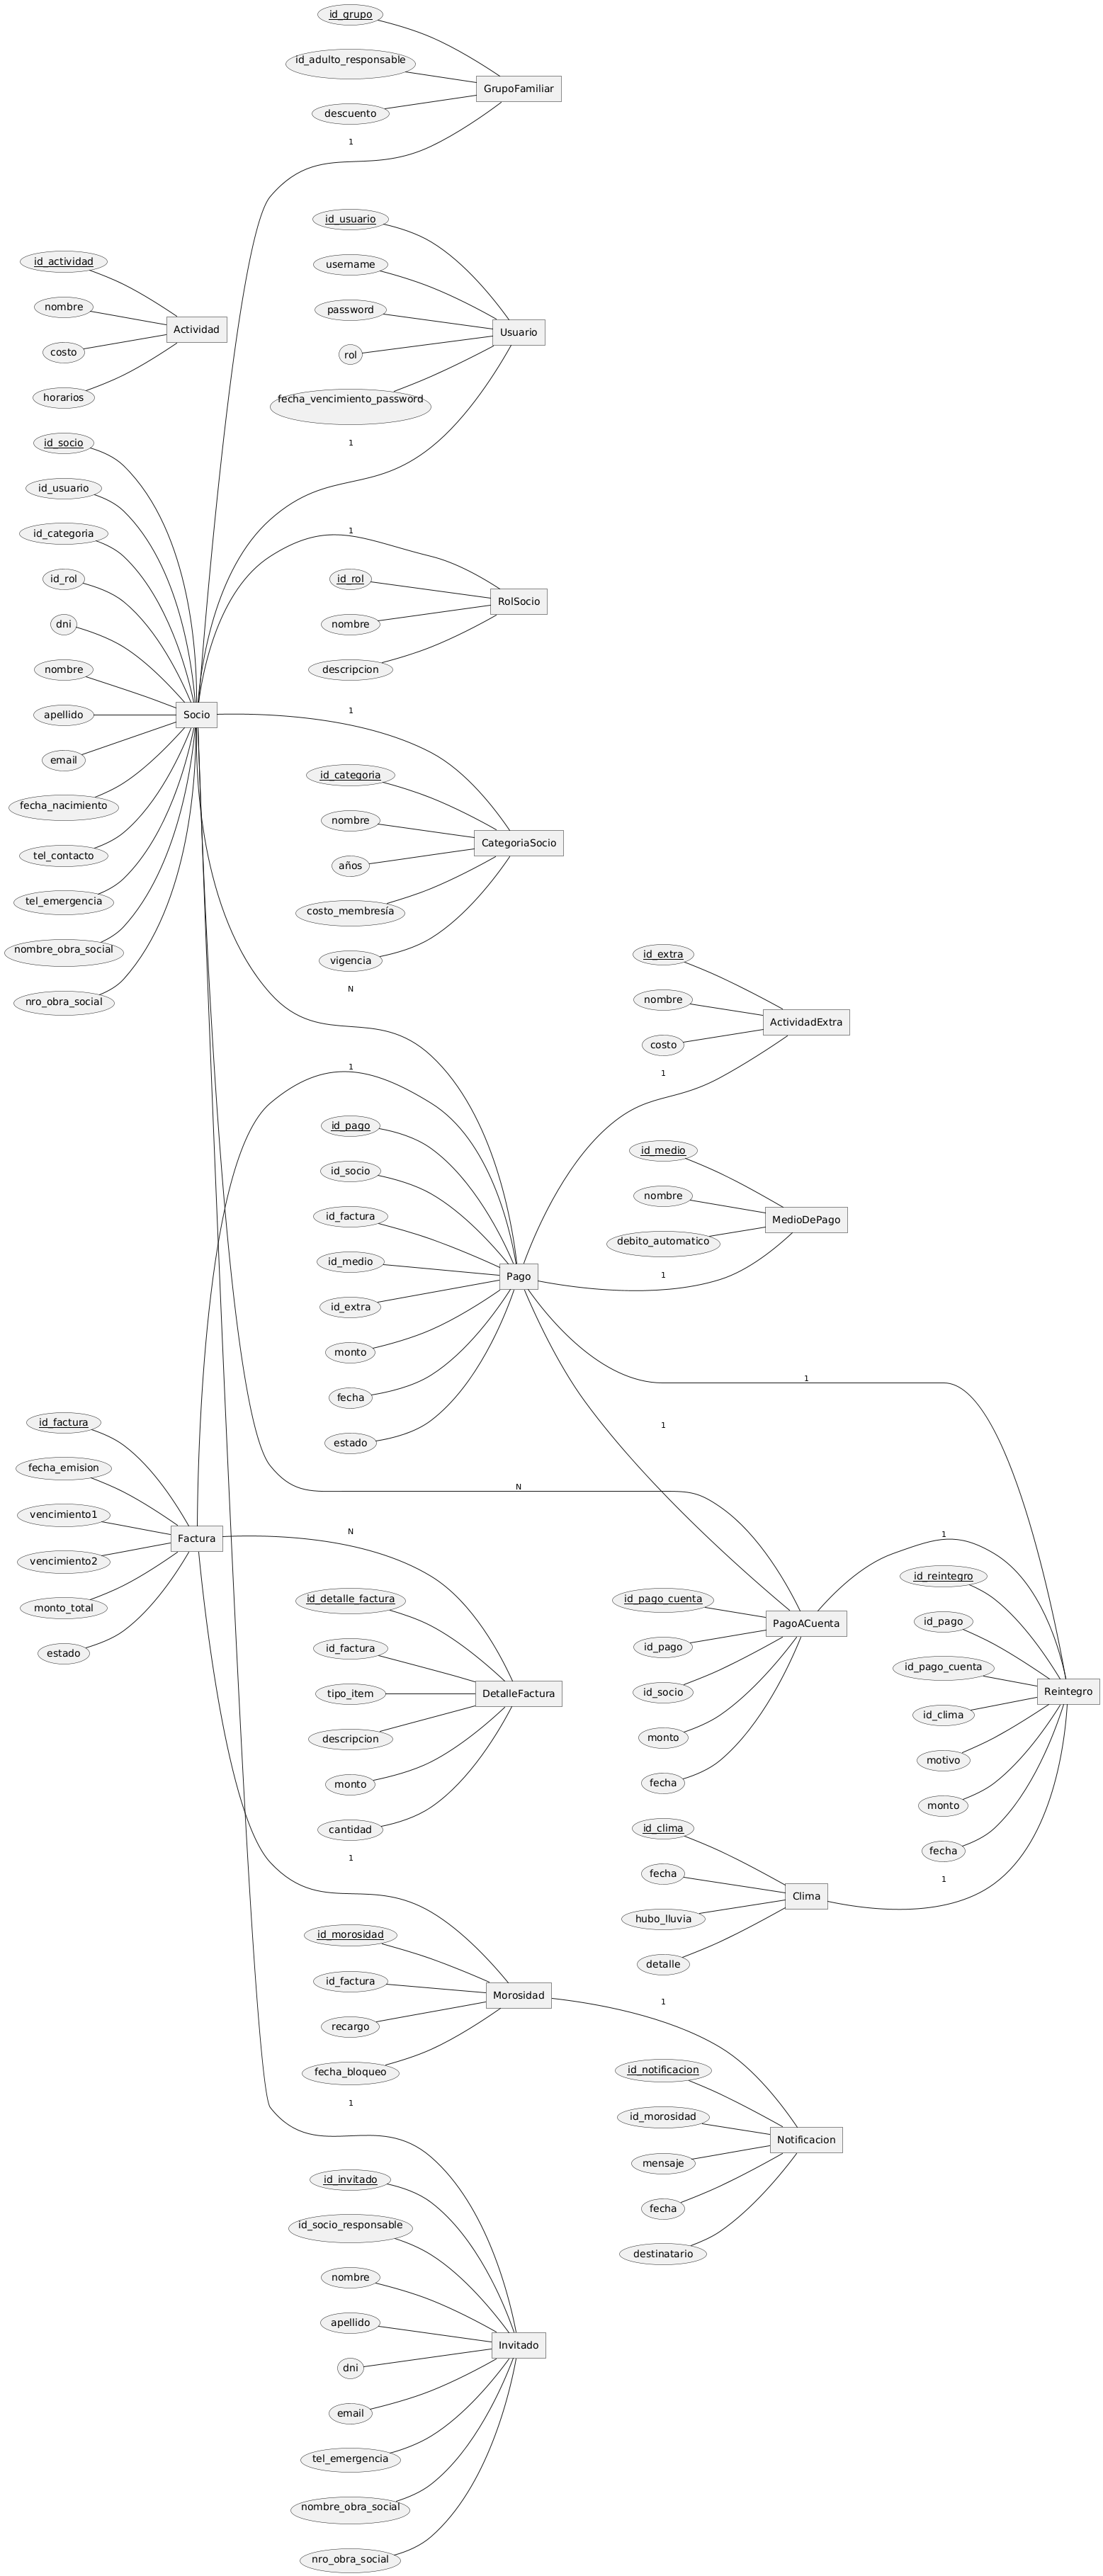 id_grupo
id_adulto_responsable
GrupoFamiliar
descuento
1
id_usuario
username
password
Usuario
rol
fecha_vencimiento_password
1
id_actividad
nombre
Actividad
costo
horarios
id_socio
id_usuario
id_categoria
id_rol
dni
nombre
apellido
Socio
email
fecha_nacimiento
tel_contacto
tel_emergencia
nombre_obra_social
nro_obra_social
1
id_rol
RolSocio
nombre
descripcion
1
id_categoria
nombre
CategoriaSocio
años
costo_membresía
vigencia
N
id_extra
nombre
ActividadExtra
costo
1
1
id_pago
id_socio
id_factura
id_medio
Pago
id_extra
monto
fecha
estado
id_medio
nombre
MedioDePago
debito_automatico
1
1
1
id_factura
fecha_emision
vencimiento1
Factura
vencimiento2
monto_total
estado
N
N
id_detalle_factura
id_factura
tipo_item
DetalleFactura
descripcion
monto
cantidad
1
id_pago_cuenta
PagoACuenta
id_pago
id_socio
monto
fecha
1
id_reintegro
id_pago
id_pago_cuenta
Reintegro
id_clima
motivo
monto
fecha
1
id_clima
fecha
Clima
hubo_lluvia
detalle
id_morosidad
id_factura
Morosidad
recargo
fecha_bloqueo
1
1
id_notificacion
id_morosidad
Notificacion
mensaje
fecha
destinatario
id_invitado
id_socio_responsable
nombre
apellido
Invitado
dni
email
tel_emergencia
nombre_obra_social
nro_obra_social